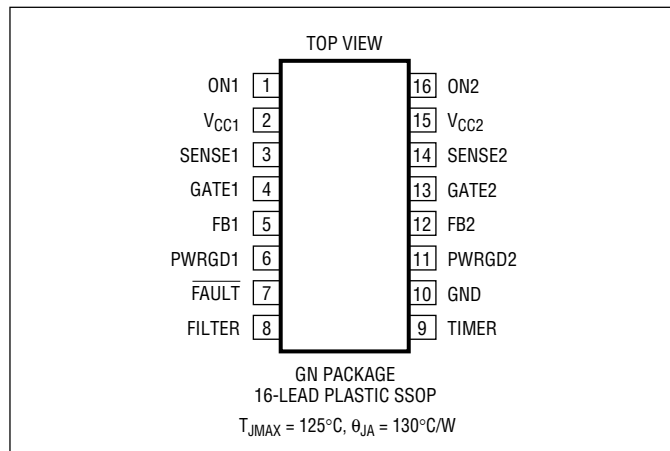 TOP VIEW
ON1 1 16 ON2
VCC1 2 15 VCC2
SENSE1 3 14 SENSE2
GATE1 4 13 GATE2
FB1 5 12 FB2
PWRGD1 6 11 PWRGD2
FAULT 7 10 GND
FILTER 8 9 TIMER
GN PACKAGE
16-LEAD PLASTIC SSOP
TJMAX = 125°C, θJA = 130°C/W